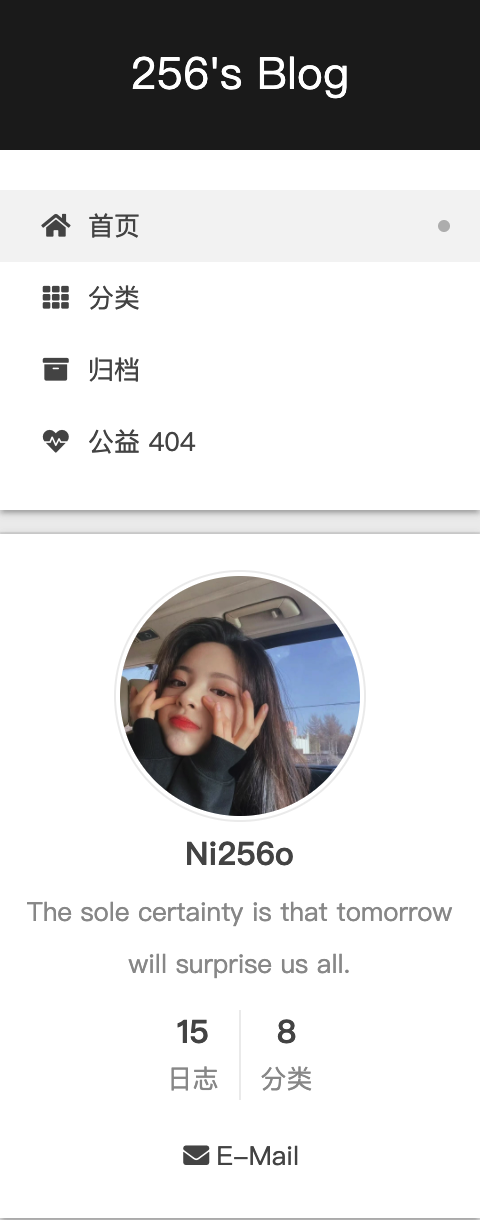 256's Blog
首页
分类
归档
公益 404
Ni256o
The sole certainty is that tomorrow
will surprise us all.
15 8
日志 分类
E-Mail